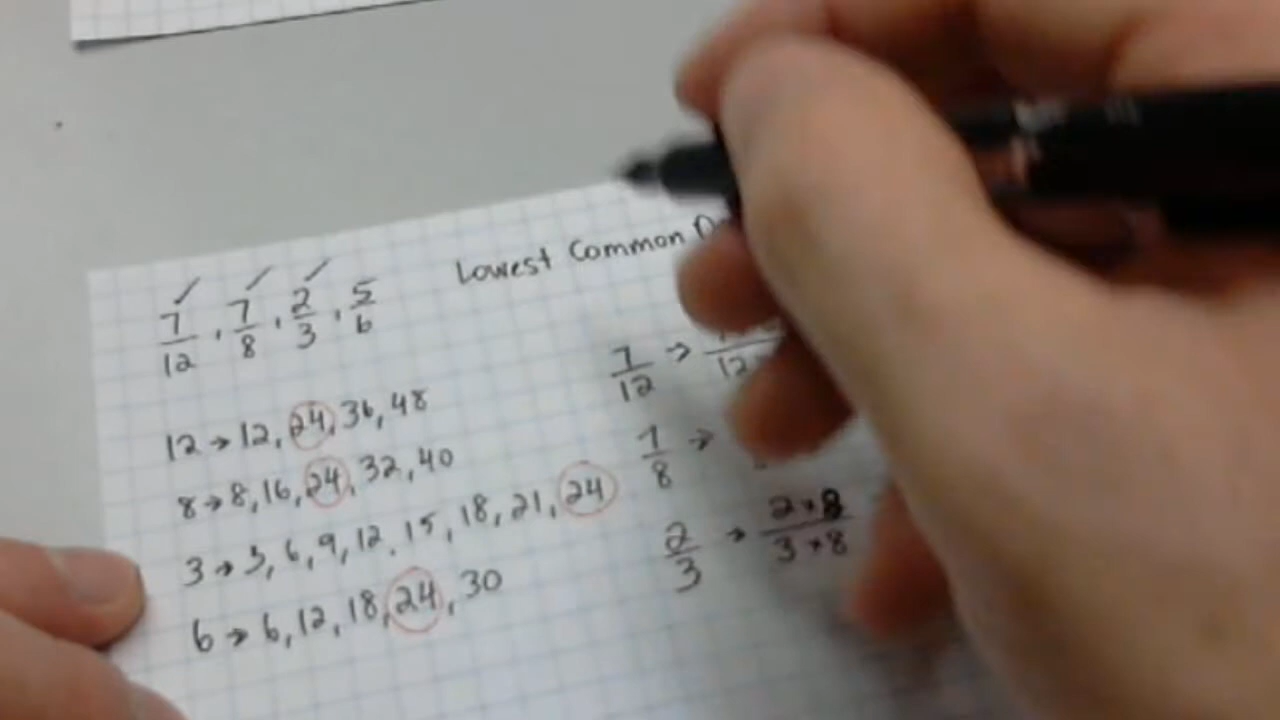 Lowest Common
7/12, 7/8, 2/3, 5/6
7/12 →
12 → 12, 24, 36, 48
7/8 →
8 → 8, 16, 24, 32, 40
2/3 → 2*8/3*8
3 → 3, 6, 9, 12, 15, 18, 21, 24
6 → 6, 12, 18, 24, 30